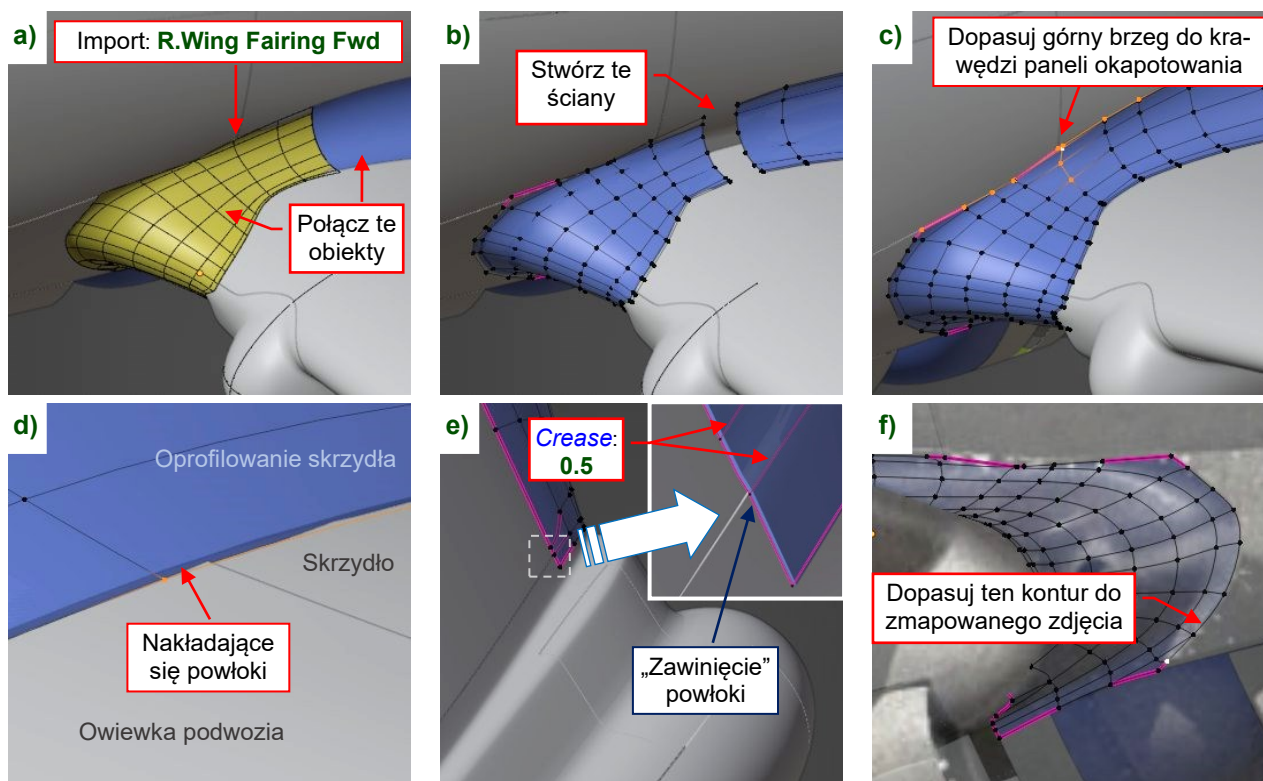 a)
Import: R.Wing Fairing Fwd
Połącz te
obiekty
b)
Stwórz te
ściany
c)
Dopasuj górny brzeg do kra-
wędzi paneli okapotowania
d)
Oprofilowanie skrzydła
Skrzydło
Nakładające
się powłoki
Owiewka podwozia
e)
Crease:
0.5
„Zawinięcie”
powłoki
f)
Dopasuj ten kontur do
zmapowanego zdjęcia